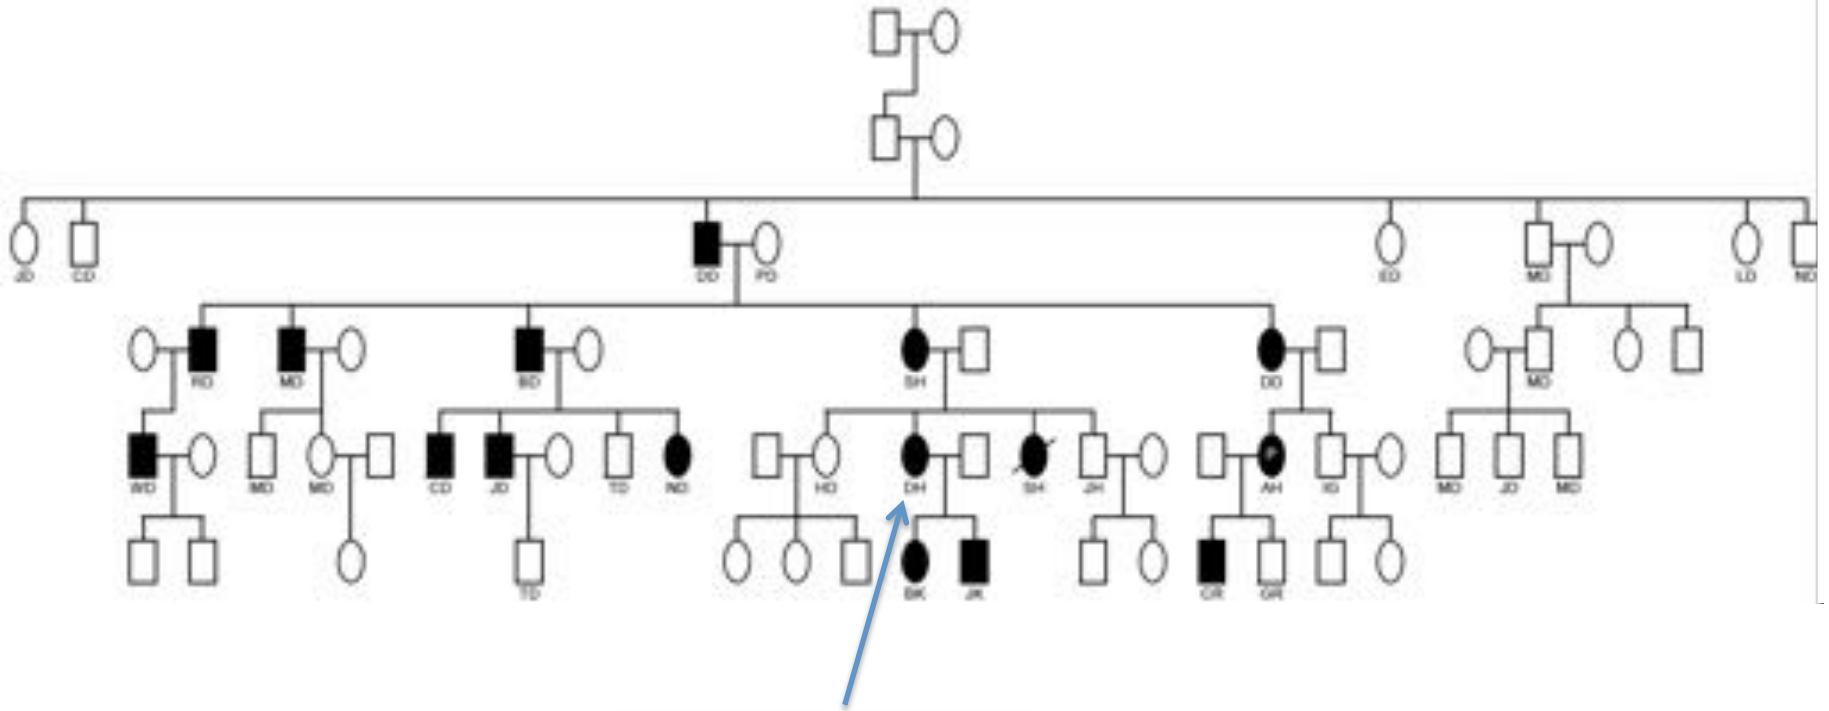 JD CD DD PD ED MD LD ND
RD MD BD SH DD MD
WD MD MD CD JD TD ND HD DH SH JH AH IG MD JD MD
TD BK JK CR GR